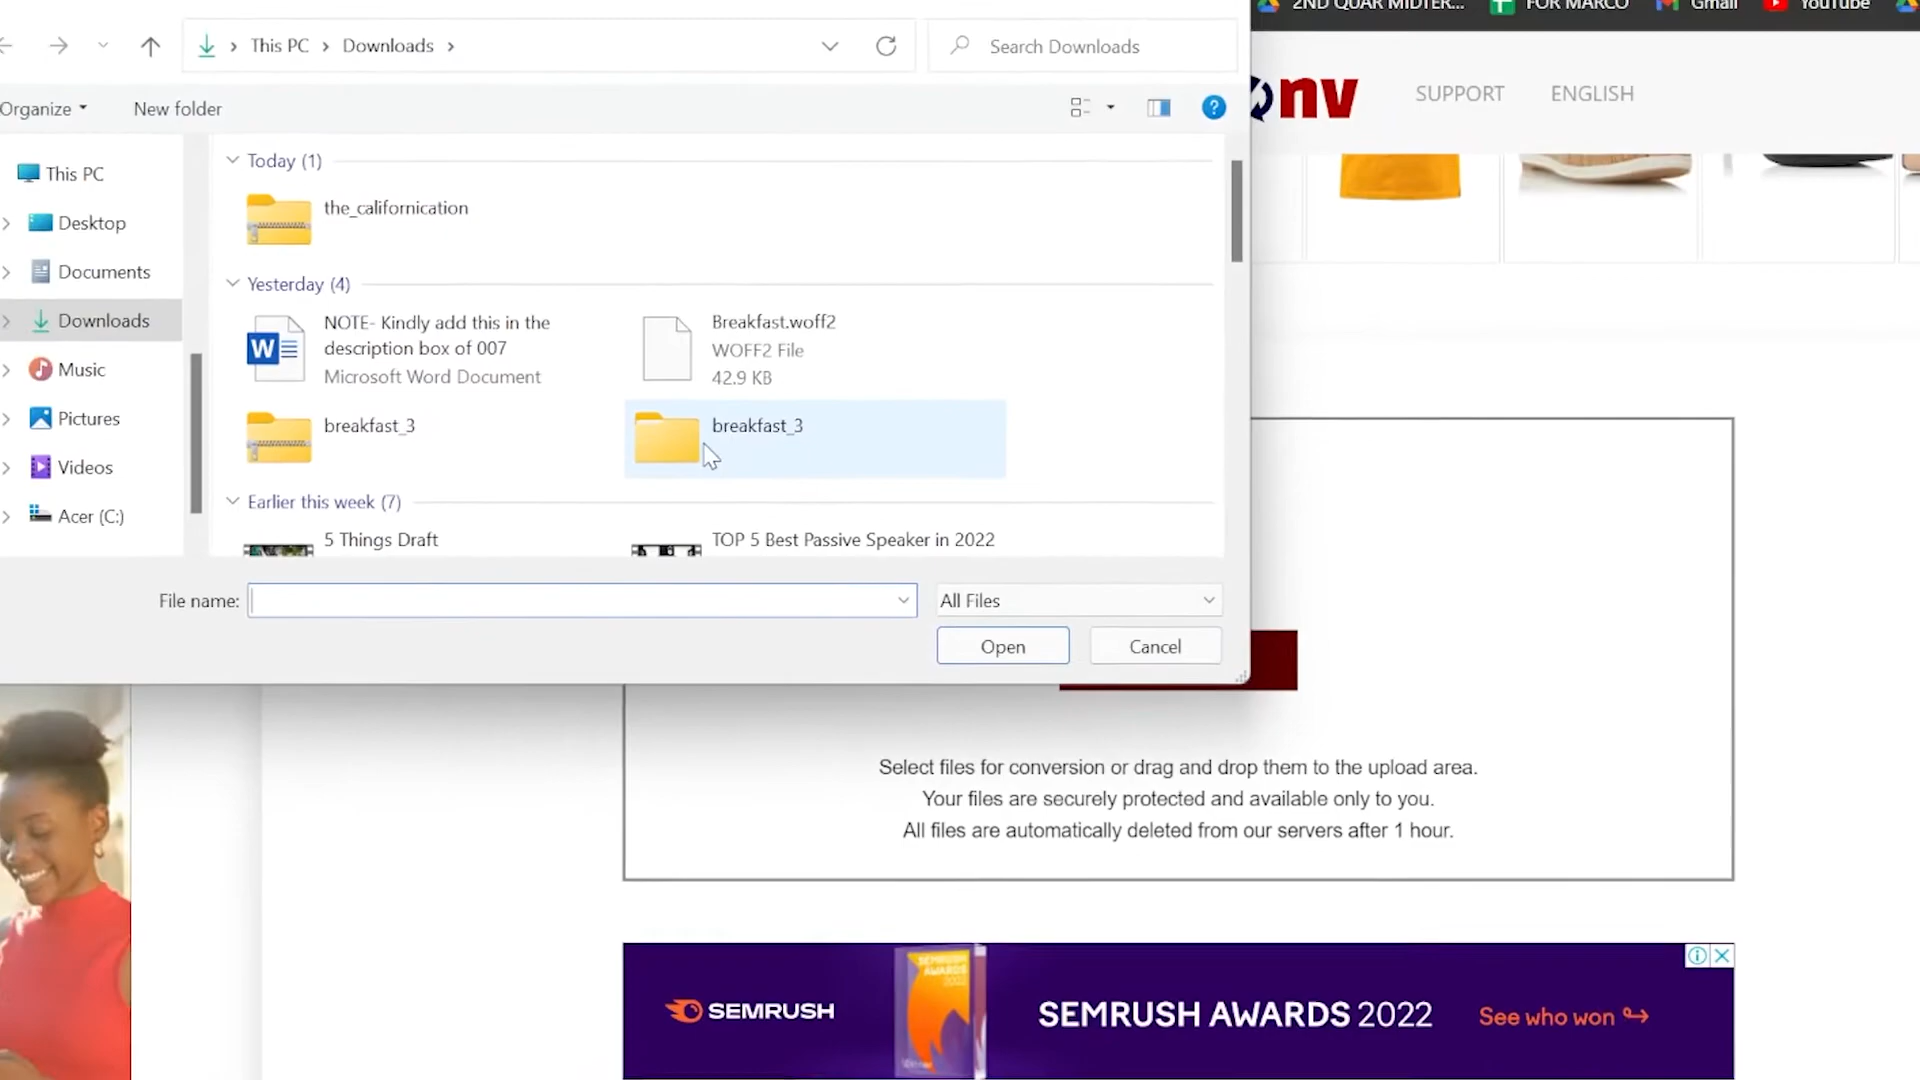 2ND QUAR MIDTER...
FOR MARCO
Gmail
YouTube
This PC
Downloads
Search Downloads
nv
SUPPORT
ENGLISH
Organize
New folder
?
This PC
Desktop
Documents
Downloads
Music
Pictures
Videos
Acer (C:)
Today (1)
the_californication
Yesterday (4)
W
NOTE- Kindly add this in the
description box of 007
Microsoft Word Document
Breakfast.woff2
WOFF2 File
42.9 KB
breakfast_3
breakfast_3
Earlier this week (7)
5 Things Draft
TOP 5 Best Passive Speaker in 2022
File name:
All Files
Open
Cancel
Select files for conversion or drag and drop them to the upload area.
Your files are securely protected and available only to you.
All files are automatically deleted from our servers after 1 hour.
SEMRUSH
SEMRUSH
AWARDS
2022
Winner
SEMRUSH AWARDS 2022
See who won